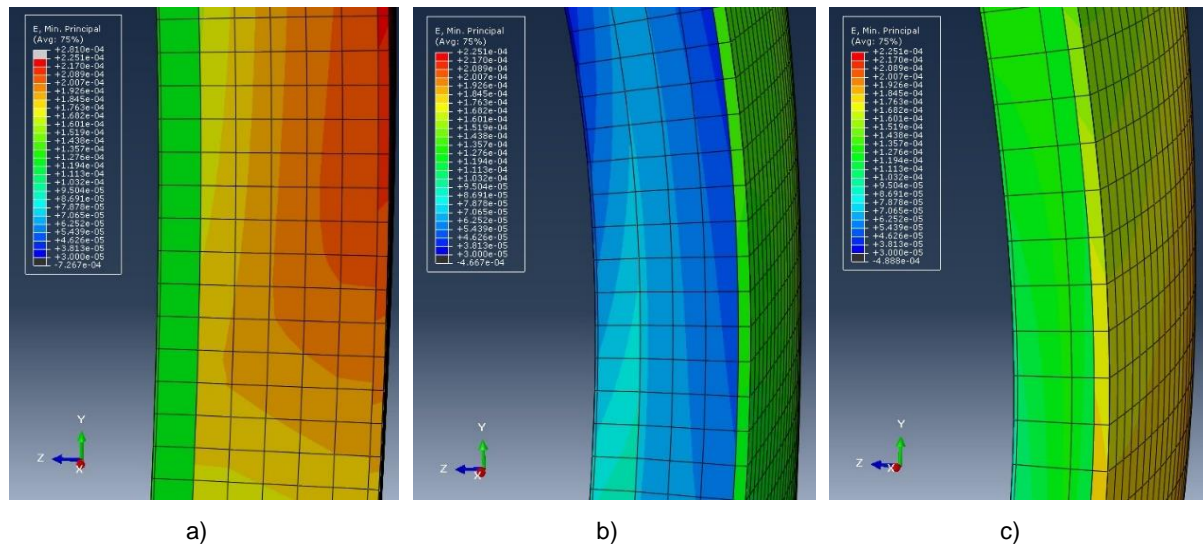 E, Min. Principal
(Avg: 75%)
+2.810e-04
+2.251e-04
+2.170e-04
+2.089e-04
+2.007e-04
+1.926e-04
+1.845e-04
+1.763e-04
+1.682e-04
+1.601e-04
+1.519e-04
+1.438e-04
+1.357e-04
+1.276e-04
+1.194e-04
+1.113e-04
+1.032e-04
+9.504e-05
+8.691e-05
+7.878e-05
+7.065e-05
+6.252e-05
+5.439e-05
+4.626e-05
+3.813e-05
+3.000e-05
-7.267e-04
Y
Z
X
a)
E, Min. Principal
(Avg: 75%)
+2.251e-04
+2.170e-04
+2.089e-04
+2.007e-04
+1.926e-04
+1.845e-04
+1.763e-04
+1.682e-04
+1.601e-04
+1.519e-04
+1.438e-04
+1.357e-04
+1.276e-04
+1.194e-04
+1.113e-04
+1.032e-04
+9.504e-05
+8.691e-05
+7.878e-05
+7.065e-05
+6.252e-05
+5.439e-05
+4.626e-05
+3.813e-05
+3.000e-05
-4.667e-04
Y
Z
X
b)
E, Min. Principal
(Avg: 75%)
+2.251e-04
+2.170e-04
+2.089e-04
+2.007e-04
+1.926e-04
+1.845e-04
+1.763e-04
+1.682e-04
+1.601e-04
+1.519e-04
+1.438e-04
+1.357e-04
+1.276e-04
+1.194e-04
+1.113e-04
+1.032e-04
+9.504e-05
+8.691e-05
+7.878e-05
+7.065e-05
+6.252e-05
+5.439e-05
+4.626e-05
+3.813e-05
+3.000e-05
-4.888e-04
Y
Z
X
c)